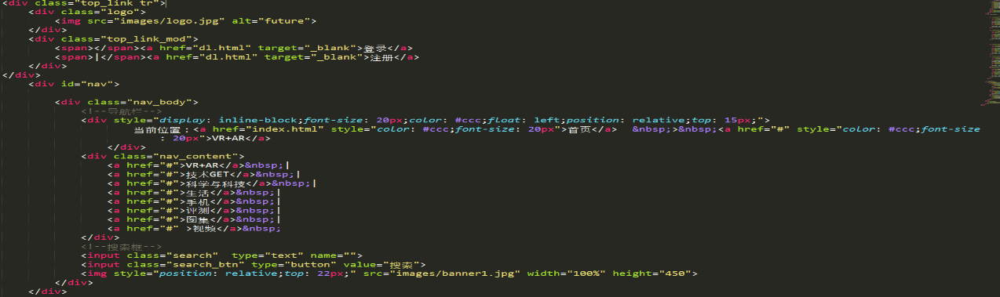 <div class="top_link tr">
<div class="logo">
<img src="images/logo.jpg" alt="future">
</div>
<div class="top_link_mod">
<span></span><a href="dl.html" target="_blank">登录</a>
<span>|</span><a href="dl.html" target="_blank">注册</a>
</div>
</div>
<div id="nav">
<div class="nav_body">
<!--导航栏-->
<div style="display: inline-block;font-size: 20px;color: #ccc;float: left;position: relative;top: 15px;">
当前位置：<a href="index.html" style="color: #ccc;font-size: 20px">首页</a>  &nbsp;>&nbsp;<a href="#" style="color: #ccc;font-size
: 20px">VR+AR</a>
</div>
<div class="nav_content">
<a href="#">VR+AR</a>&nbsp;|
<a href="#">技术GET</a>&nbsp;|
<a href="#">科学与科技</a>&nbsp;|
<a href="#">生活</a>&nbsp;|
<a href="#">手机</a>&nbsp;|
<a href="#">评测</a>&nbsp;|
<a href="#">图集</a>&nbsp;|
<a href="#" >视频</a>&nbsp;
</div>
<!--搜索框-->
<input class="search"  type="text" name="">
<input class="search_btn" type="button" value="搜索">
<img style="position: relative;top: 22px;" src="images/banner1.jpg" width="100%" height="450">
</div>
</div>